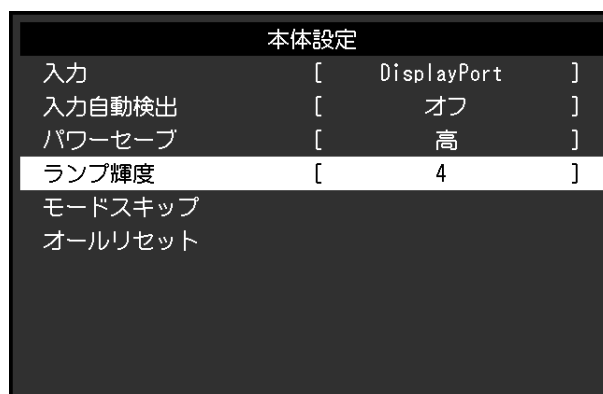 本体設定
入力 [ DisplayPort ]
入力自動検出 [ オフ ]
パワーセーブ [ 高 ]
ランプ輝度 [ 4 ]
モードスキップ
オールリセット